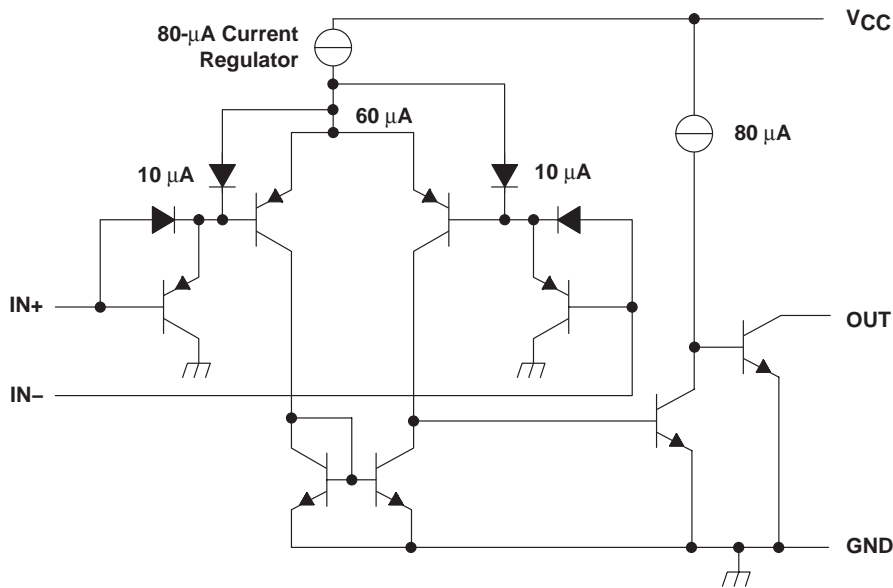 80-μA Current
Regulator
VCC
60 μA
80 μA
10 μA
10 μA
IN+
OUT
IN−
GND